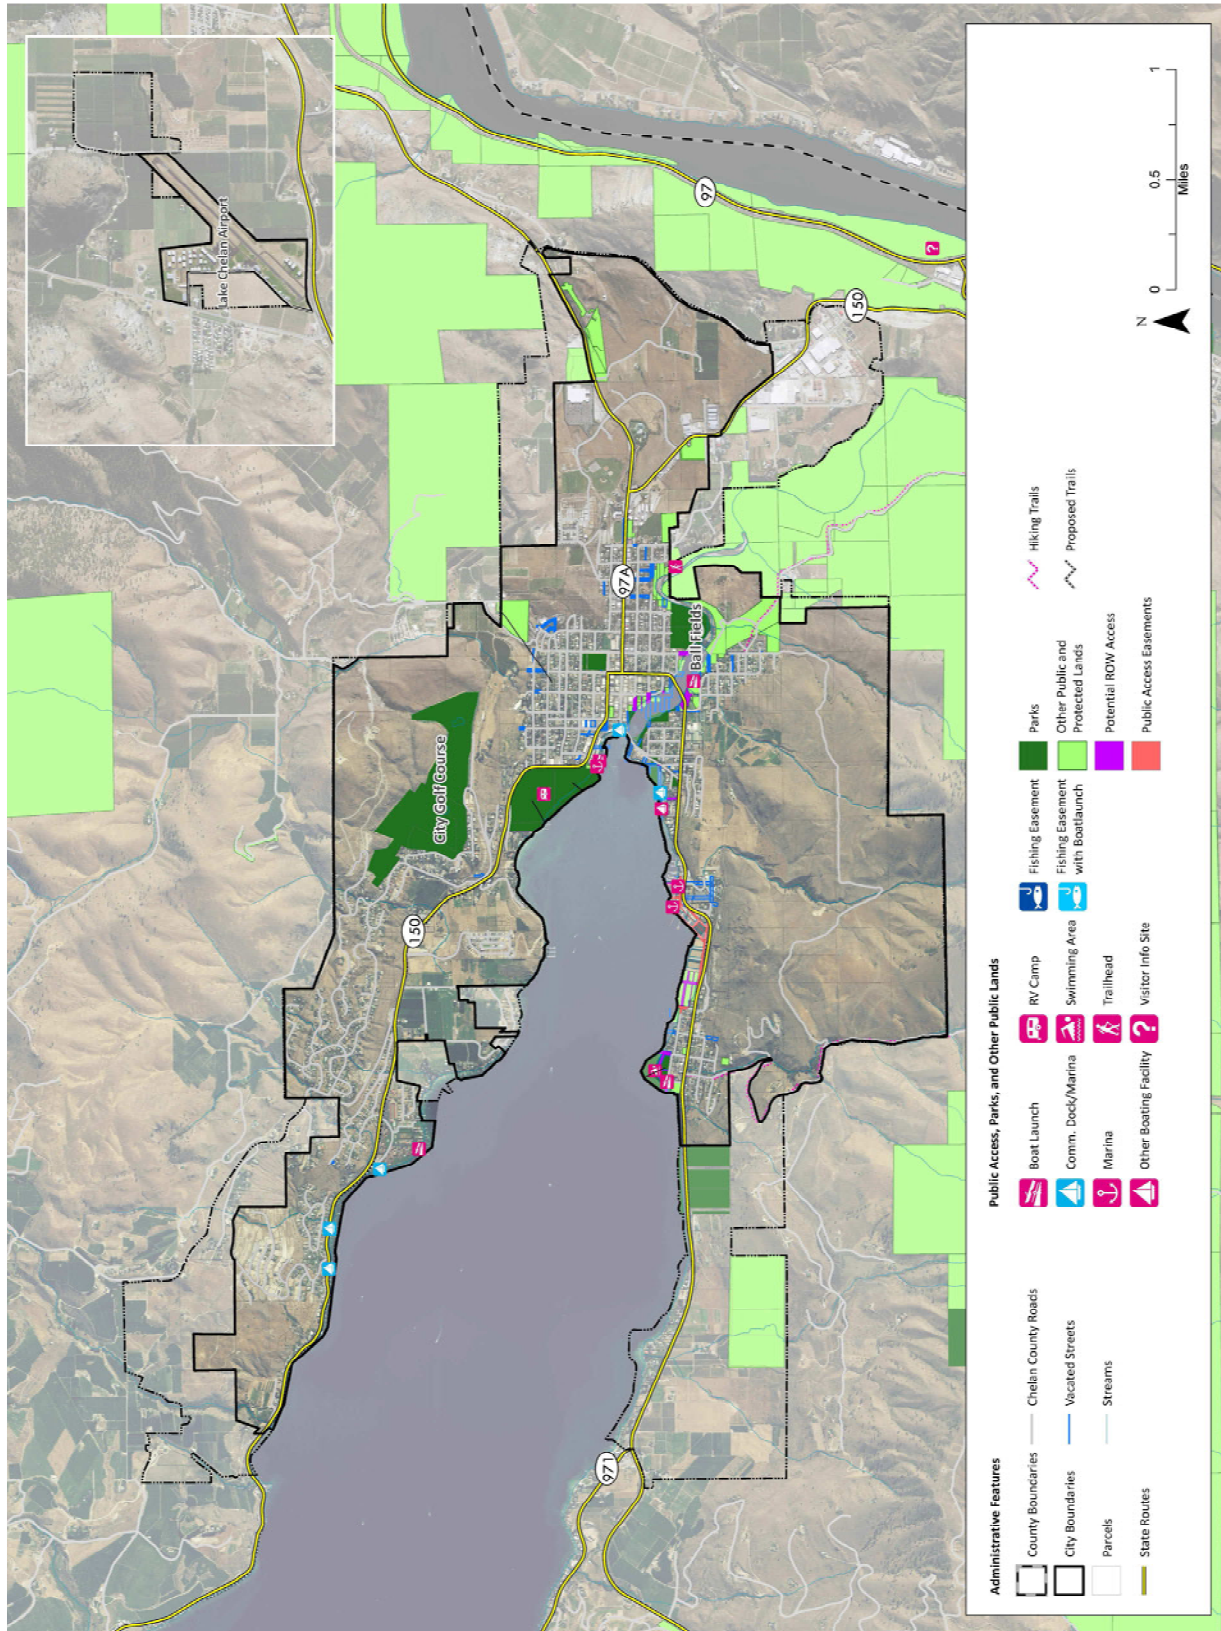 Lake Chelan Airport
97
150
97A
Ball Fields
City Golf Course
150
971
Administrative Features
County Boundaries
City Boundaries
Parcels
State Routes
Chelan County Roads
Vacated Streets
Streams
Public Access, Parks, and Other Public Lands
Boat Launch
Comm. Dock/Marina
Marina
Other Boating Facility
RV Camp
Swimming Area
Trailhead
Visitor Info Site
Fishing Easement
Fishing Easement
with Boatlaunch
Parks
Other Public and
Protected Lands
Potential ROW Access
Public Access Easements
Hiking Trails
Proposed Trails
N
0
0.5
1
Miles